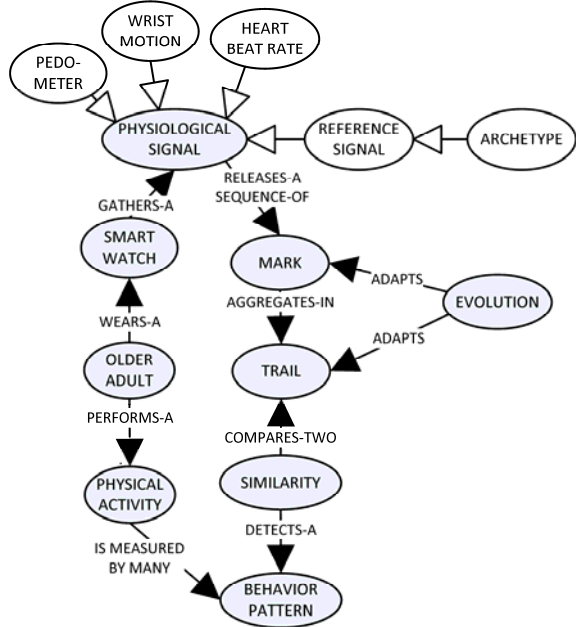 WRIST
MOTION
HEART
BEAT RATE
PEDO-
METER
PHYSIOLOGICAL
SIGNAL
REFERENCE
SIGNAL
ARCHETYPE
RELEASES-A
SEQUENCE-OF
GATHERS-A
SMART
WATCH
MARK
ADAPTS
EVOLUTION
AGGREGATES-IN
WEARS-A
ADAPTS
OLDER
ADULT
TRAIL
PERFORMS-A
COMPARES-TWO
PHYSICAL
ACTIVITY
SIMILARITY
DETECTS-A
IS MEASURED
BY MANY
BEHAVIOR
PATTERN